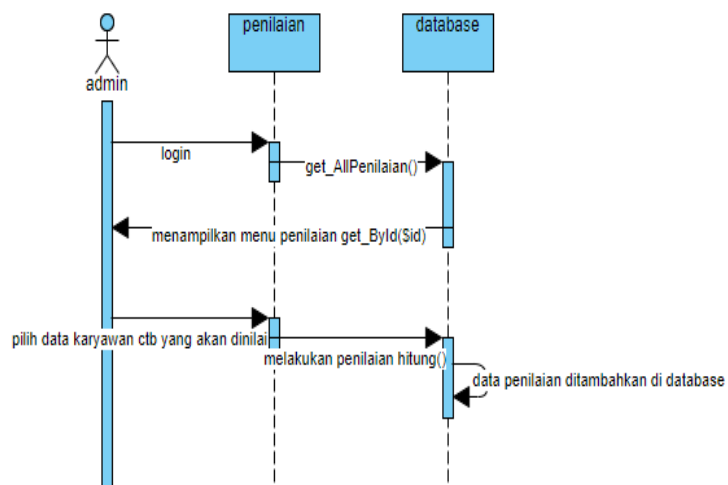 penilaian
database
admin
login
get_AllPenilaian()
menampilkan menu penilaian get_ById($id)
pilih data karyawan ctb yang akan dinilai
melakukan penilaian hitung()
data penilaian ditambahkan di database